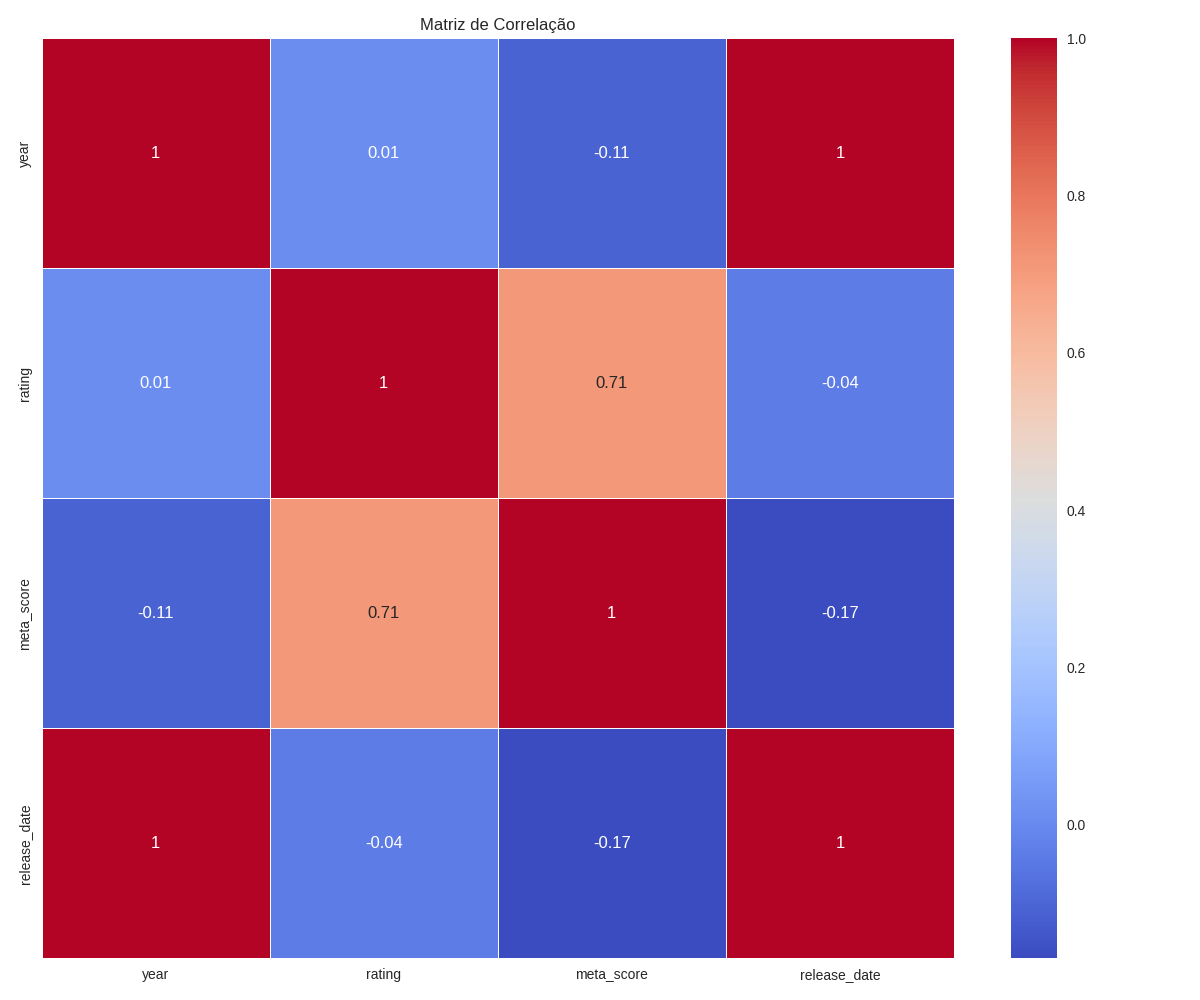 Matriz de Correlação
year
1
0.01
-0.11
1
rating
0.01
1
0.71
-0.04
meta_score
-0.11
0.71
1
-0.17
release_date
1
-0.04
-0.17
1
year
rating
meta_score
release_date
1.0
0.8
0.6
0.4
0.2
0.0